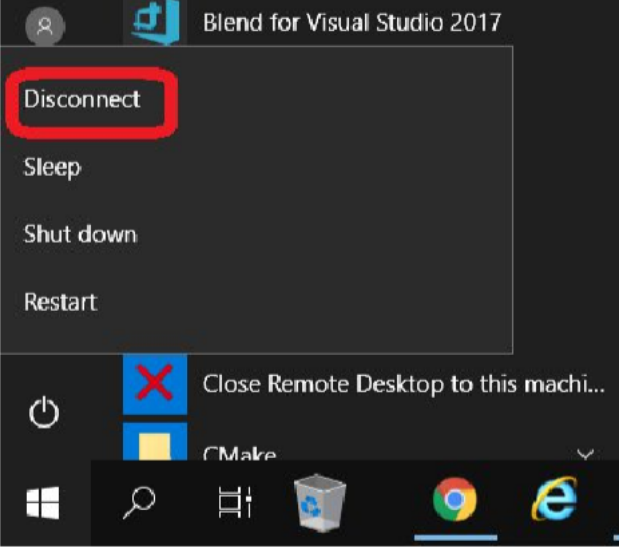 Blend for Visual Studio 2017
Disconnect
Sleep
Shut down
Restart
Close Remote Desktop to this machi...
CMake